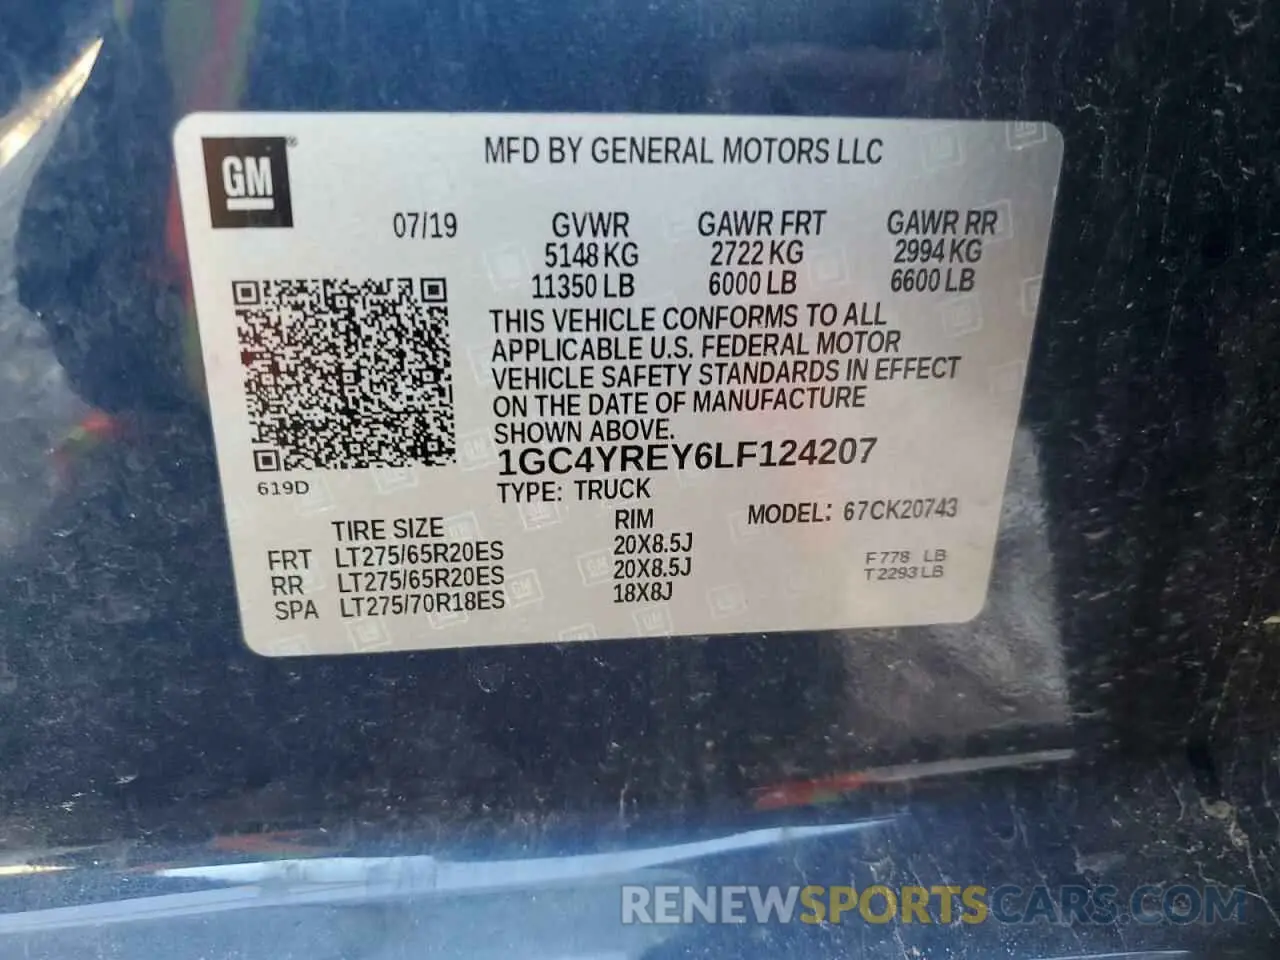 GM
®
MFD BY GENERAL MOTORS LLC
07/19 GVWR GAWR FRT GAWR RR
5148 KG 2722 KG 2994 KG
11350 LB 6000 LB 6600 LB
THIS VEHICLE CONFORMS TO ALL
APPLICABLE U.S. FEDERAL MOTOR
VEHICLE SAFETY STANDARDS IN EFFECT
ON THE DATE OF MANUFACTURE
SHOWN ABOVE.
1GC4YREY6LF124207
619D
TYPE: TRUCK
TIRE SIZE RIM MODEL: 67CK20743
FRT LT275/65R20ES 20X8.5J
RR LT275/65R20ES 20X8.5J
SPA LT275/70R18ES 18X8J
F 778 LB
T 2293 LB
RENEWSPORTSCARS.COM